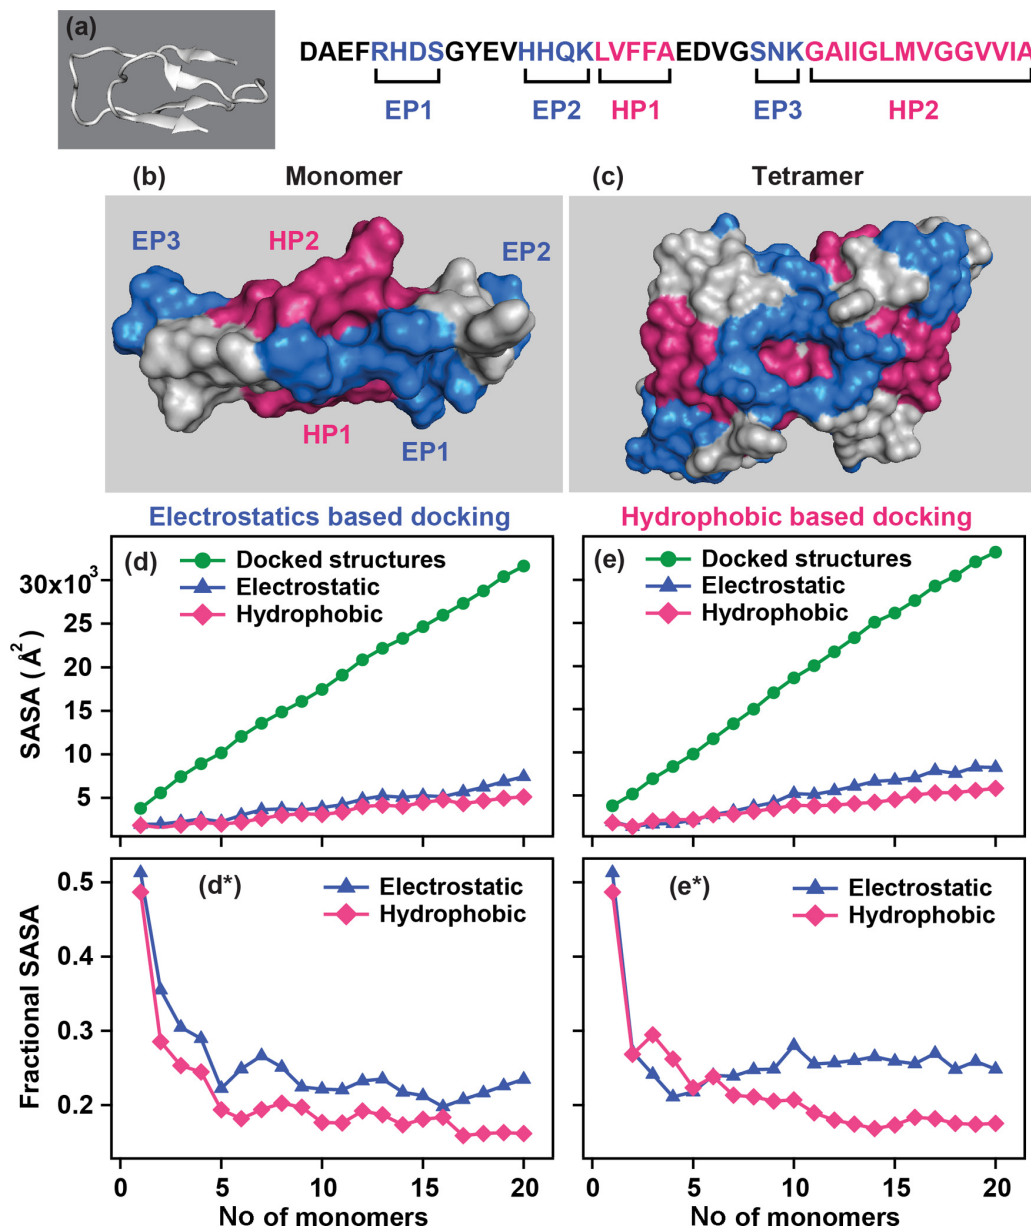 (a)
DAEFRHDSGYEVHHQKLVFFAEDVGSNKGAIIGLMVGGVVIA
EP1 EP2 HP1 EP3 HP2
(b) Monomer
EP3 HP2 EP2
HP1 EP1
(c) Tetramer
Electrostatics based docking
(d)
Docked structures
Electrostatic
Hydrophobic
SASA (Å²)
30x10³
25
20
15
10
5
Hydrophobic based docking
(e)
Docked structures
Electrostatic
Hydrophobic
(d*)
Electrostatic
Hydrophobic
Fractional SASA
0.5
0.4
0.3
0.2
0 5 10 15 20
No of monomers
(e*)
Electrostatic
Hydrophobic
0 5 10 15 20
No of monomers